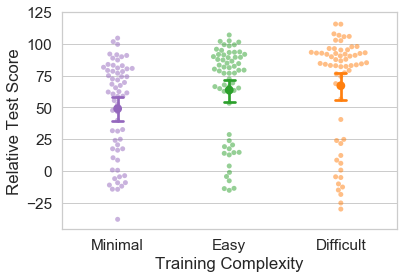 125
100
75
50
25
0
−25
Relative Test Score
Minimal
Easy
Difficult
Training Complexity